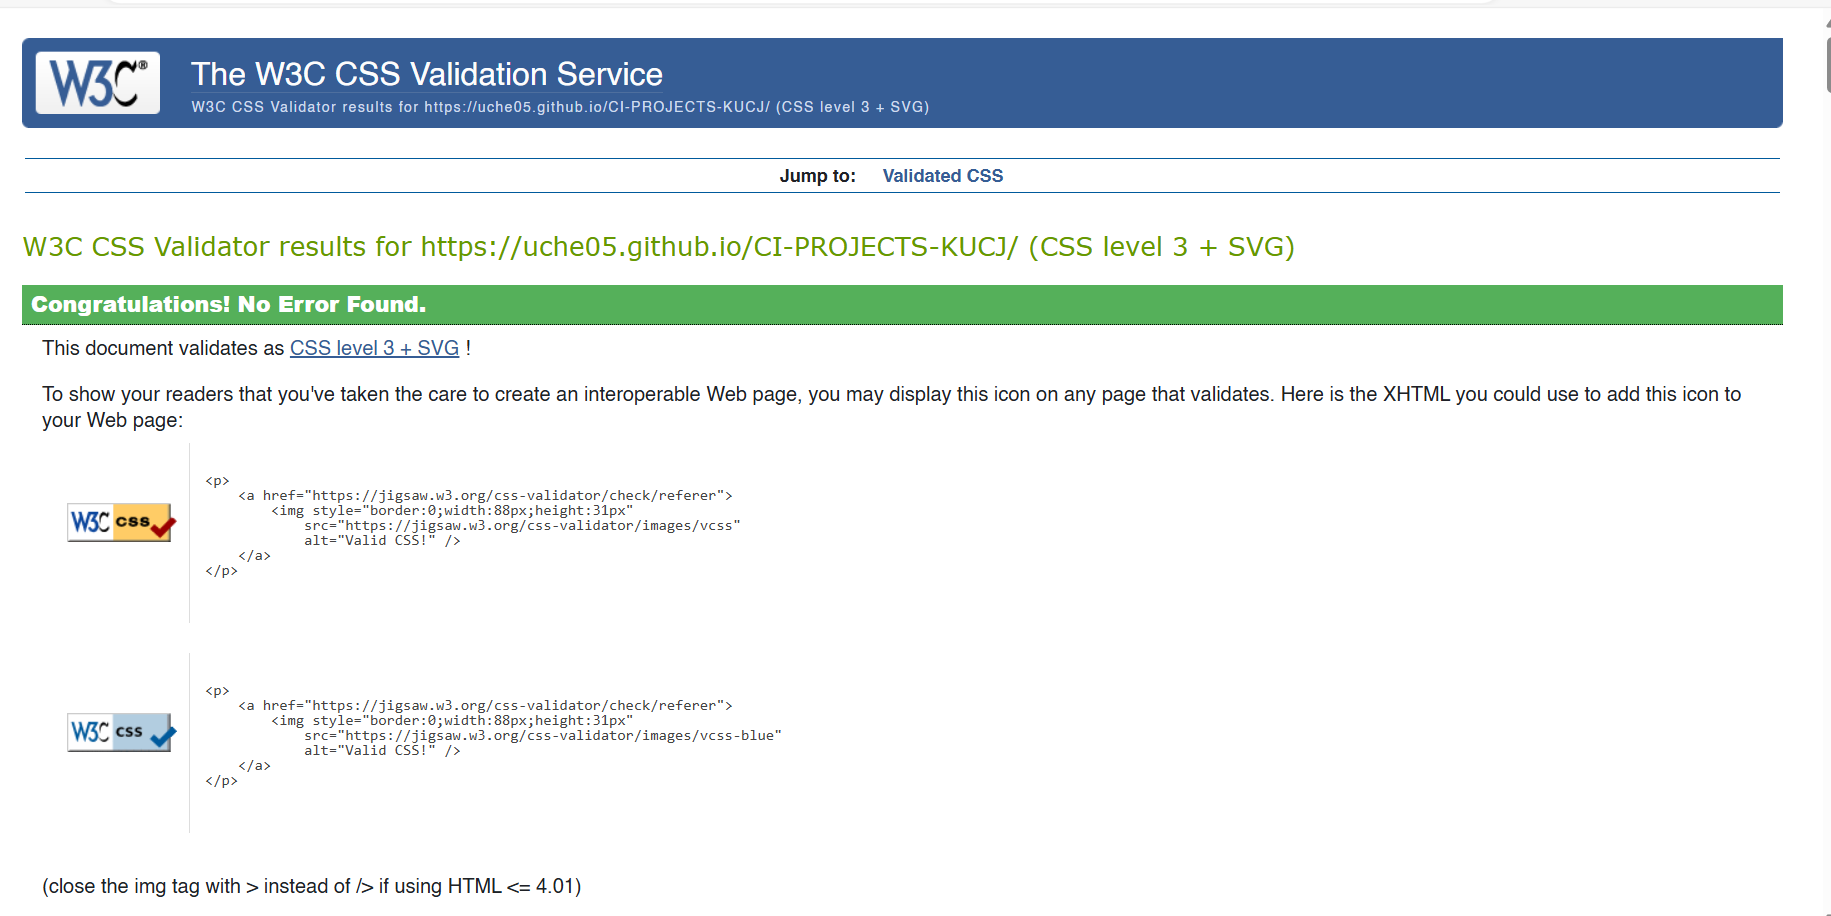 W3C®
The W3C CSS Validation Service
W3C CSS Validator results for https://uche05.github.io/CI-PROJECTS-KUCJ/ (CSS level 3 + SVG)
Jump to: Validated CSS
W3C CSS Validator results for https://uche05.github.io/CI-PROJECTS-KUCJ/ (CSS level 3 + SVG)
Congratulations! No Error Found.
This document validates as CSS level 3 + SVG !
To show your readers that you've taken the care to create an interoperable Web page, you may display this icon on any page that validates. Here is the XHTML you could use to add this icon to
your Web page:
W3C css
<p>
    <a href="https://jigsaw.w3.org/css-validator/check/referer">
        <img style="border:0;width:88px;height:31px"
            src="https://jigsaw.w3.org/css-validator/images/vcss"
            alt="Valid CSS!" />
    </a>
</p>
W3C css
<p>
    <a href="https://jigsaw.w3.org/css-validator/check/referer">
        <img style="border:0;width:88px;height:31px"
            src="https://jigsaw.w3.org/css-validator/images/vcss-blue"
            alt="Valid CSS!" />
    </a>
</p>
(close the img tag with > instead of /> if using HTML <= 4.01)